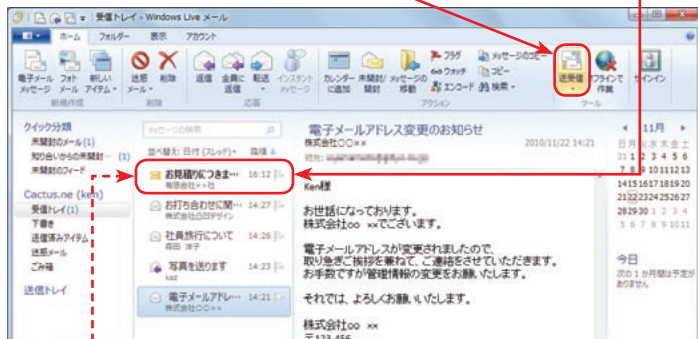 受信トレイ - Windows Live メール
ホーム フォルダー 表示 アカウント
電子メール メッセージ
フォト メール
新しい アイテム
迷惑 メール
削除
返信
全員に 返信
転送
インスタント メッセージ
カレンダー に追加
未開封/ 開封
メッセージの 移動
フラグ
ウォッチ
エンコード
メッセージのコピー
コピー
検索
送受信
オフラインで 作業
サインイン
新規作成 削除 応答 アクション ツール
クイック分類
未開封のメール (1)
知り合いからの未開封… (1)
未開封のフィード
Cactus.ne (ken)
受信トレイ (1)
下書き
送信済みアイテム
迷惑メール
ごみ箱
送信トレイ
メッセージの検索
並べ替え: 日付 (スレッド) 降順
お見積りにつきま… 16:12
有限会社××社
お打ち合わせに関… 14:27
株式会社凸凹デザイン
社員旅行について 14:26
森田 洋子
写真を送ります 14:23
kaz
電子メールアドレ… 14:21
株式会社○○××
電子メールアドレス変更のお知らせ
株式会社○○××
2010/11/22 14:21
宛先:
Ken様
お世話になっております。
株式会社oo ××でございます。
電子メールアドレスが変更されましたので、
取り急ぎご挨拶を兼ねて、ご連絡をさせていただきます。
お手数ですが管理情報の変更をお願いたします。
それでは、よろしくお願いいたします。
株式会社oo ××
〒123-456
11月
日 月 火 水 木 金 土
31 1 2 3 4 5 6
7 8 9 10 11 12 13
14 15 16 17 18 19 20
21 22 23 24 25 26 27
28 29 30 1 2 3 4
5 6 7 8 9 10 11
今日
次の 1 か月間は予定が
ありません